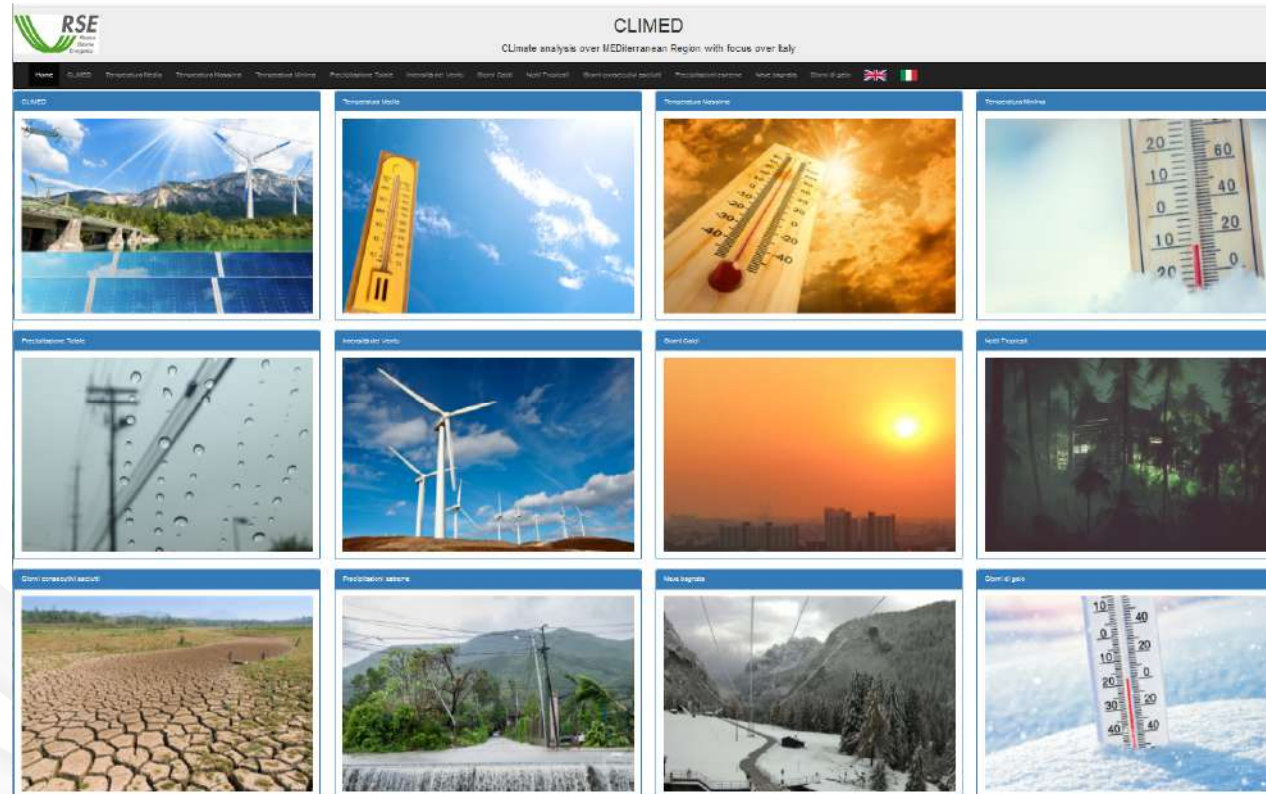 RSE
Ricerca
Sistema
Energetico
CLIMED
CLimate analysis over MEDiterranean Region with focus over Italy
Home CLIMED Temperatura Media Temperatura Massima Temperatura Minima Precipitazione Totale Intensità del Vento Giorni Caldi Notti Tropicali Giorni consecutivi asciutti Precipitazioni estreme Neve bagnata Giorni di gelo
CLIMED Temperatura Media Temperatura Massima Temperatura Minima
Precipitazione Totale Intensità del Vento Giorni Caldi Notti Tropicali
Giorni consecutivi asciutti Precipitazioni estreme Neve bagnata Giorni di gelo